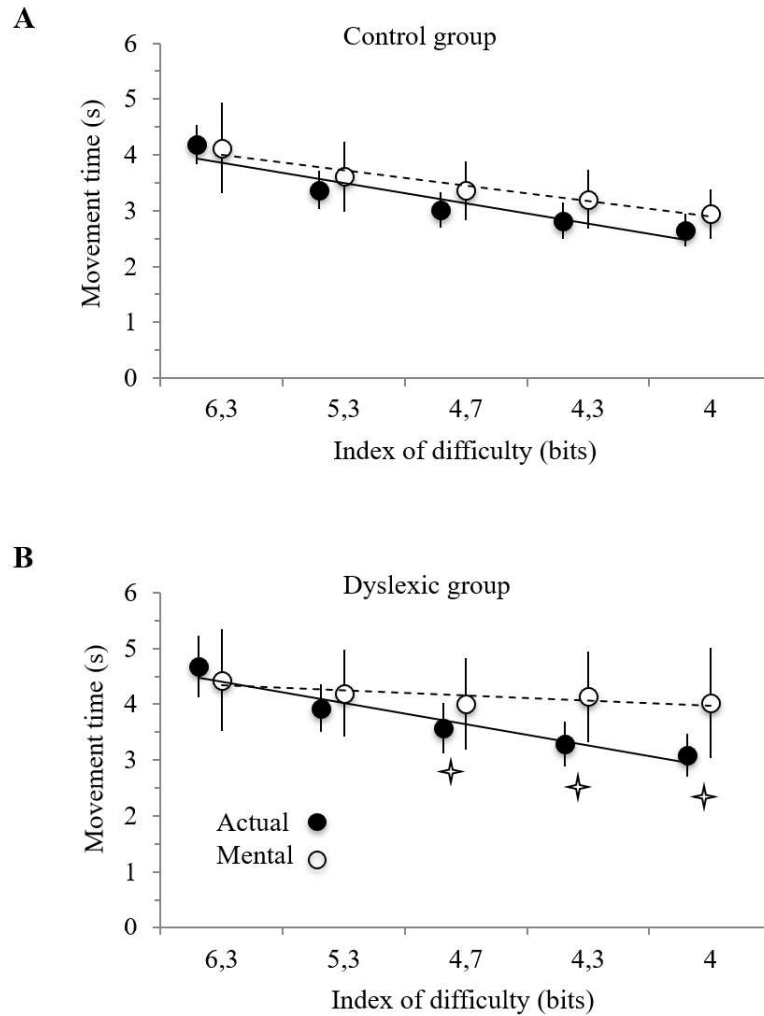 A
Control group
Movement time (s)
6
5
4
3
2
1
0
6,3 5,3 4,7 4,3 4
Index of difficulty (bits)
B
Dyslexic group
Movement time (s)
6
5
4
3
2
1
0
Actual
Mental
6,3 5,3 4,7 4,3 4
Index of difficulty (bits)